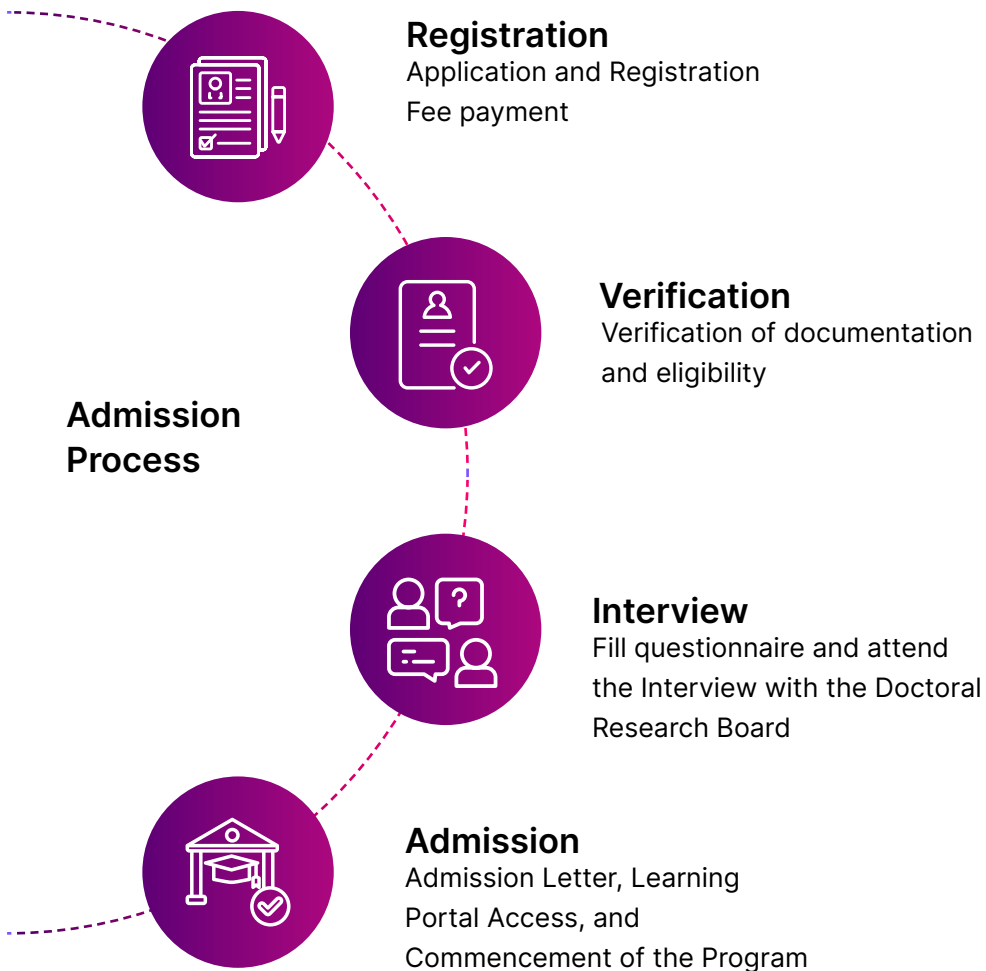 Registration
Application and Registration
Fee payment
Verification
Verification of documentation
and eligibility
Admission
Process
Interview
Fill questionnaire and attend
the Interview with the Doctoral
Research Board
Admission
Admission Letter, Learning
Portal Access, and
Commencement of the Program